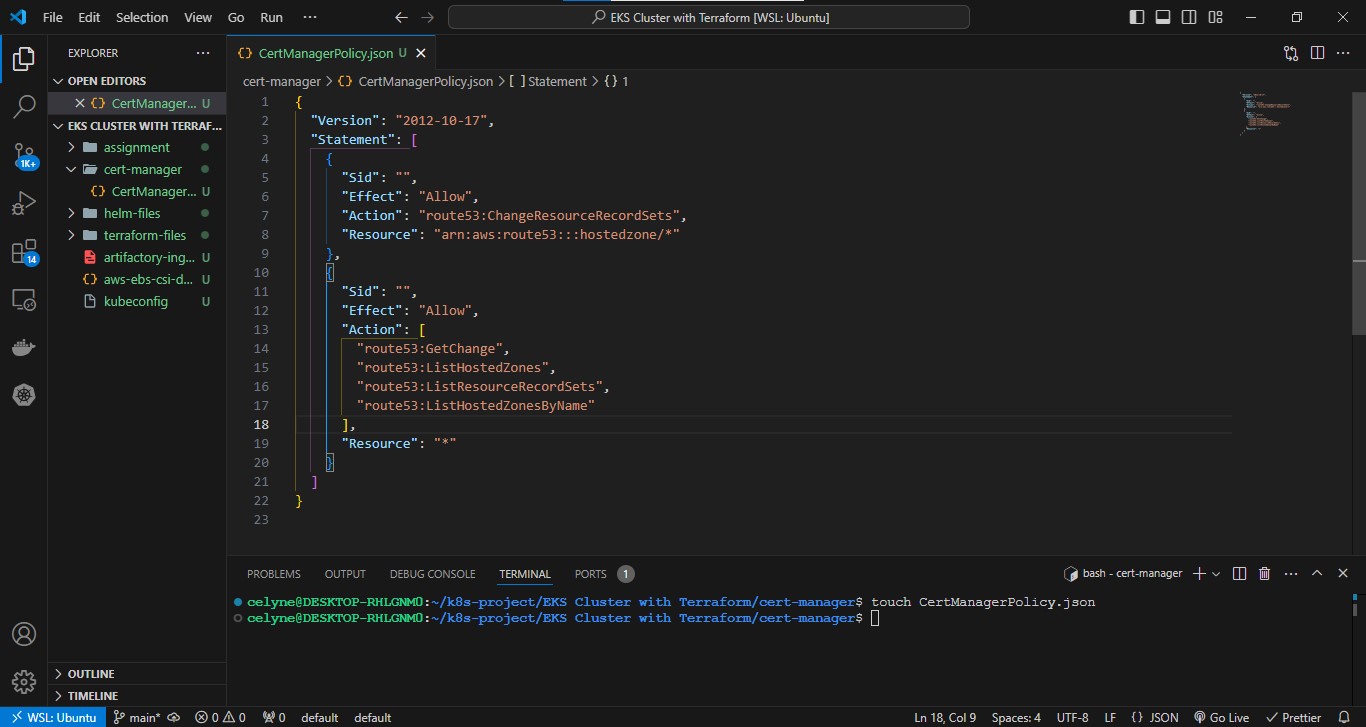 File Edit Selection View Go Run ··· EKS Cluster with Terraform [WSL: Ubuntu]
EXPLORER ···
OPEN EDITORS
CertManager... U
EKS CLUSTER WITH TERRAF...
assignment
cert-manager
CertManager... U
helm-files
terraform-files
artifactory-ing... U
aws-ebs-csi-d... U
kubeconfig U
OUTLINE
TIMELINE
1K+
14
{} CertManagerPolicy.json U
cert-manager > {} CertManagerPolicy.json > [ ] Statement > {} 1
1 {
2 "Version": "2012-10-17",
3 "Statement": [
4 {
5 "Sid": "",
6 "Effect": "Allow",
7 "Action": "route53:ChangeResourceRecordSets",
8 "Resource": "arn:aws:route53:::hostedzone/*"
9 },
10 {
11 "Sid": "",
12 "Effect": "Allow",
13 "Action": [
14 "route53:GetChange",
15 "route53:ListHostedZones",
16 "route53:ListResourceRecordSets",
17 "route53:ListHostedZonesByName"
18 ],
19 "Resource": "*"
20 }
21 ]
22 }
23
PROBLEMS OUTPUT DEBUG CONSOLE TERMINAL PORTS 1 bash - cert-manager
celyne@DESKTOP-RHLGNM0:~/k8s-project/EKS Cluster with Terraform/cert-manager$ touch CertManagerPolicy.json
celyne@DESKTOP-RHLGNM0:~/k8s-project/EKS Cluster with Terraform/cert-manager$
WSL: Ubuntu main* 0 0 0 default default Ln 18, Col 9 Spaces: 4 UTF-8 LF {} JSON Go Live Prettier